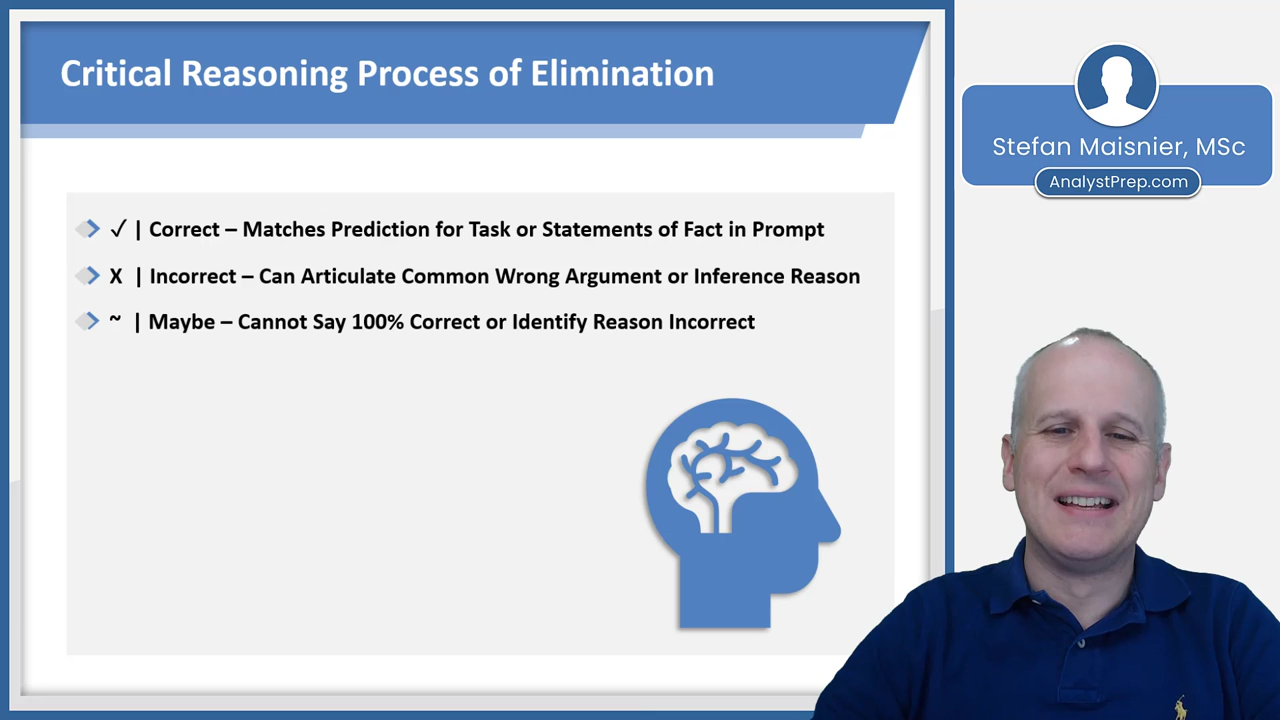 Critical Reasoning Process of Elimination
✓ | Correct – Matches Prediction for Task or Statements of Fact in Prompt
X | Incorrect – Can Articulate Common Wrong Argument or Inference Reason
~ | Maybe – Cannot Say 100% Correct or Identify Reason Incorrect
Stefan Maisnier, MSc
AnalystPrep.com